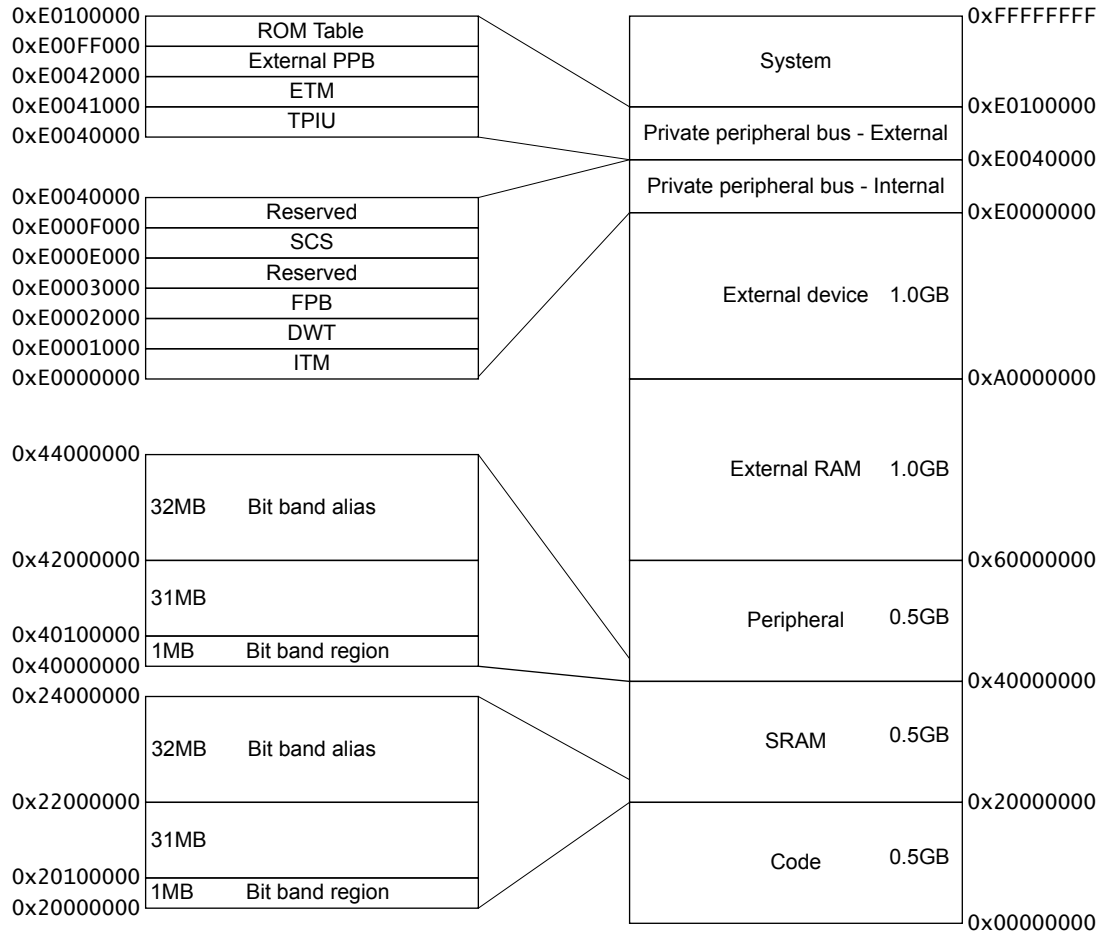 0xE0100000
ROM Table
0xE00FF000
External PPB
0xE0042000
ETM
0xE0041000
TPIU
0xE0040000
0xE0040000
Reserved
0xE000F000
SCS
0xE000E000
Reserved
0xE0003000
FPB
0xE0002000
DWT
0xE0001000
ITM
0xE0000000
0x44000000
32MB Bit band alias
0x42000000
31MB
0x40100000
1MB Bit band region
0x40000000
0x24000000
32MB Bit band alias
0x22000000
31MB
0x20100000
1MB Bit band region
0x20000000
0xFFFFFFFF
System
0xE0100000
Private peripheral bus - External
0xE0040000
Private peripheral bus - Internal
0xE0000000
External device 1.0GB
0xA0000000
External RAM 1.0GB
0x60000000
Peripheral 0.5GB
0x40000000
SRAM 0.5GB
0x20000000
Code 0.5GB
0x00000000